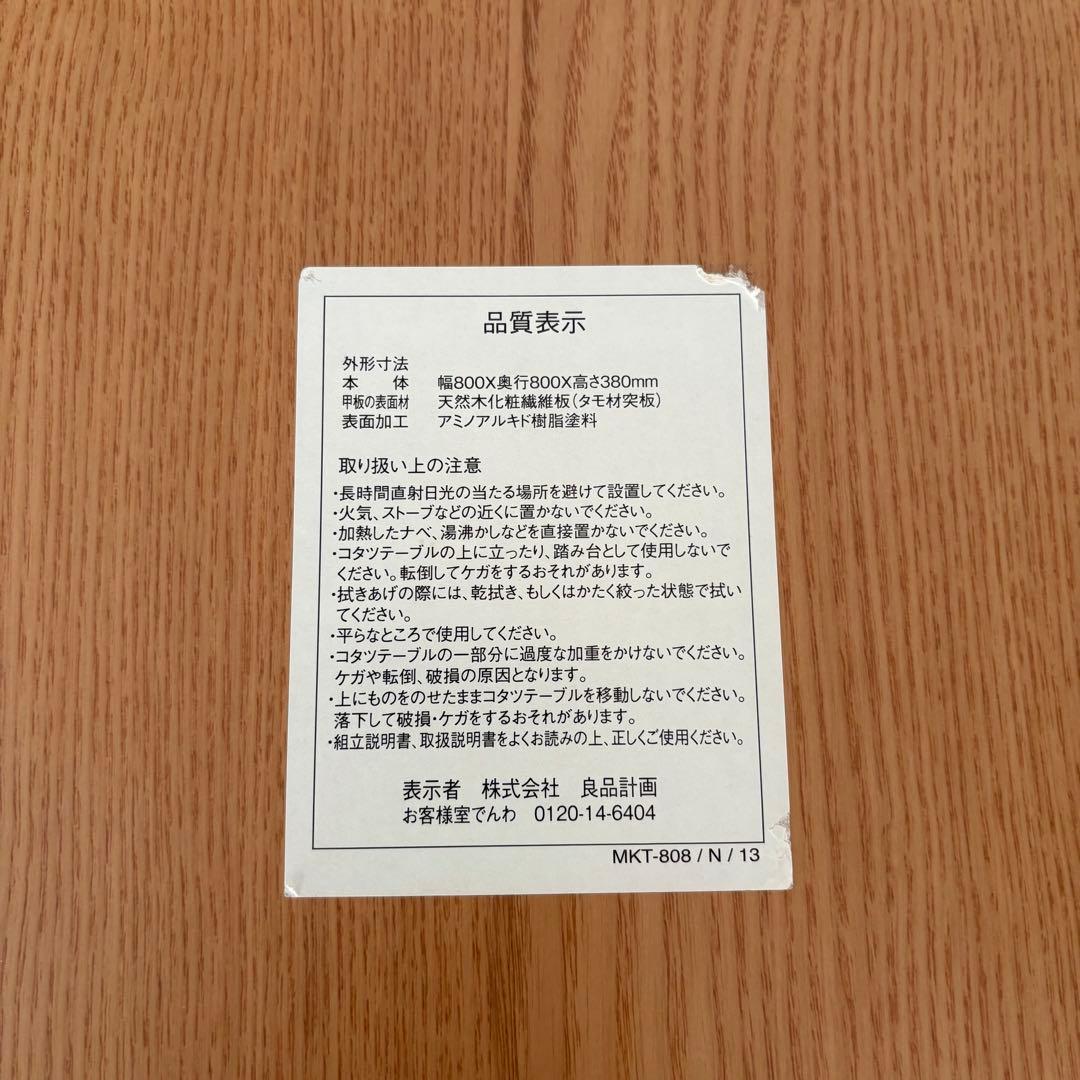 品質表示
外形寸法
本　体　幅800X奥行800X高さ380mm
甲板の表面材　天然木化粧繊維板(タモ材突板)
表面加工　アミノアルキド樹脂塗料
取り扱い上の注意
・長時間直射日光の当たる場所を避けて設置してください。
・火気、ストーブなどの近くに置かないでください。
・加熱したナベ、湯沸かしなどを直接置かないでください。
・コタツテーブルの上に立ったり、踏み台として使用しないで
ください。転倒してケガをするおそれがあります。
・拭きあげの際には、乾拭き、もしくはかたく絞った状態で拭い
てください。
・平らなところで使用してください。
・コタツテーブルの一部分に過度な加重をかけないでください。
ケガや転倒、破損の原因となります。
・上にものをのせたままコタツテーブルを移動しないでください。
落下して破損・ケガをするおそれがあります。
・組立説明書、取扱説明書をよくお読みの上、正しくご使用ください。
表示者　株式会社　良品計画
お客様室でんわ　0120-14-6404
MKT-808 / N / 13